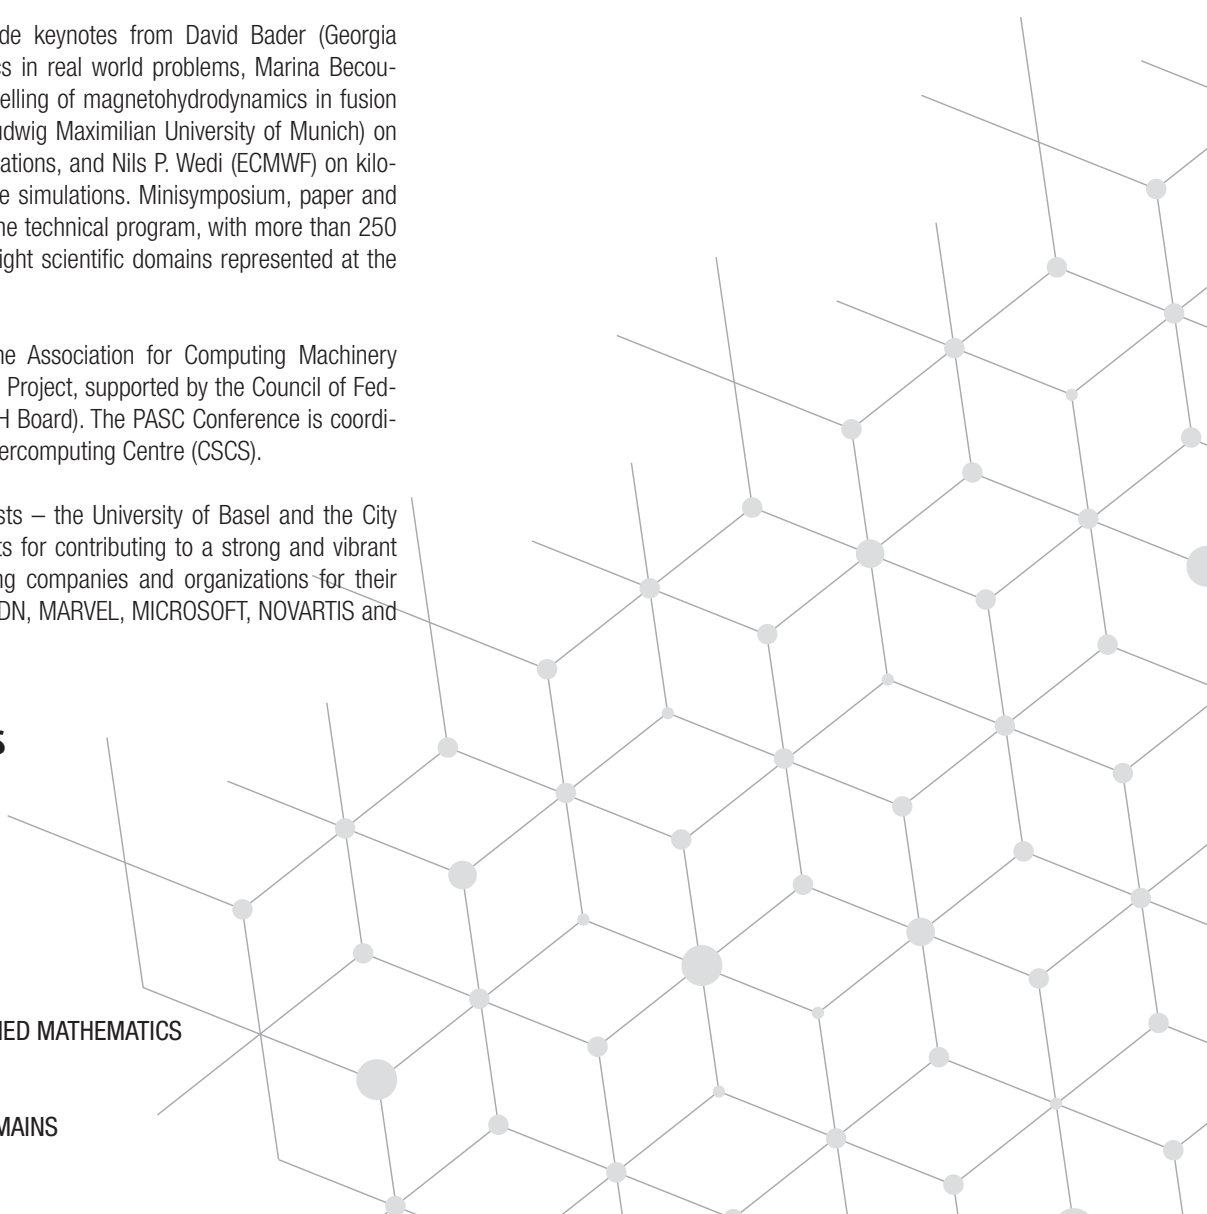 de keynotes from David Bader (Georgia
s in real world problems, Marina Becou-
elling of magnetohydrodynamics in fusion
udwig Maximilian University of Munich) on
ations, and Nils P. Wedi (ECMWF) on kilo-
e simulations. Minisymposium, paper and
ne technical program, with more than 250
ight scientific domains represented at the
ne Association for Computing Machinery
Project, supported by the Council of Fed-
H Board). The PASC Conference is coordi-
ercomputing Centre (CSCS).
sts – the University of Basel and the City
ts for contributing to a strong and vibrant
ng companies and organizations for their
DN, MARVEL, MICROSOFT, NOVARTIS and
S
IED MATHEMATICS
MAINS